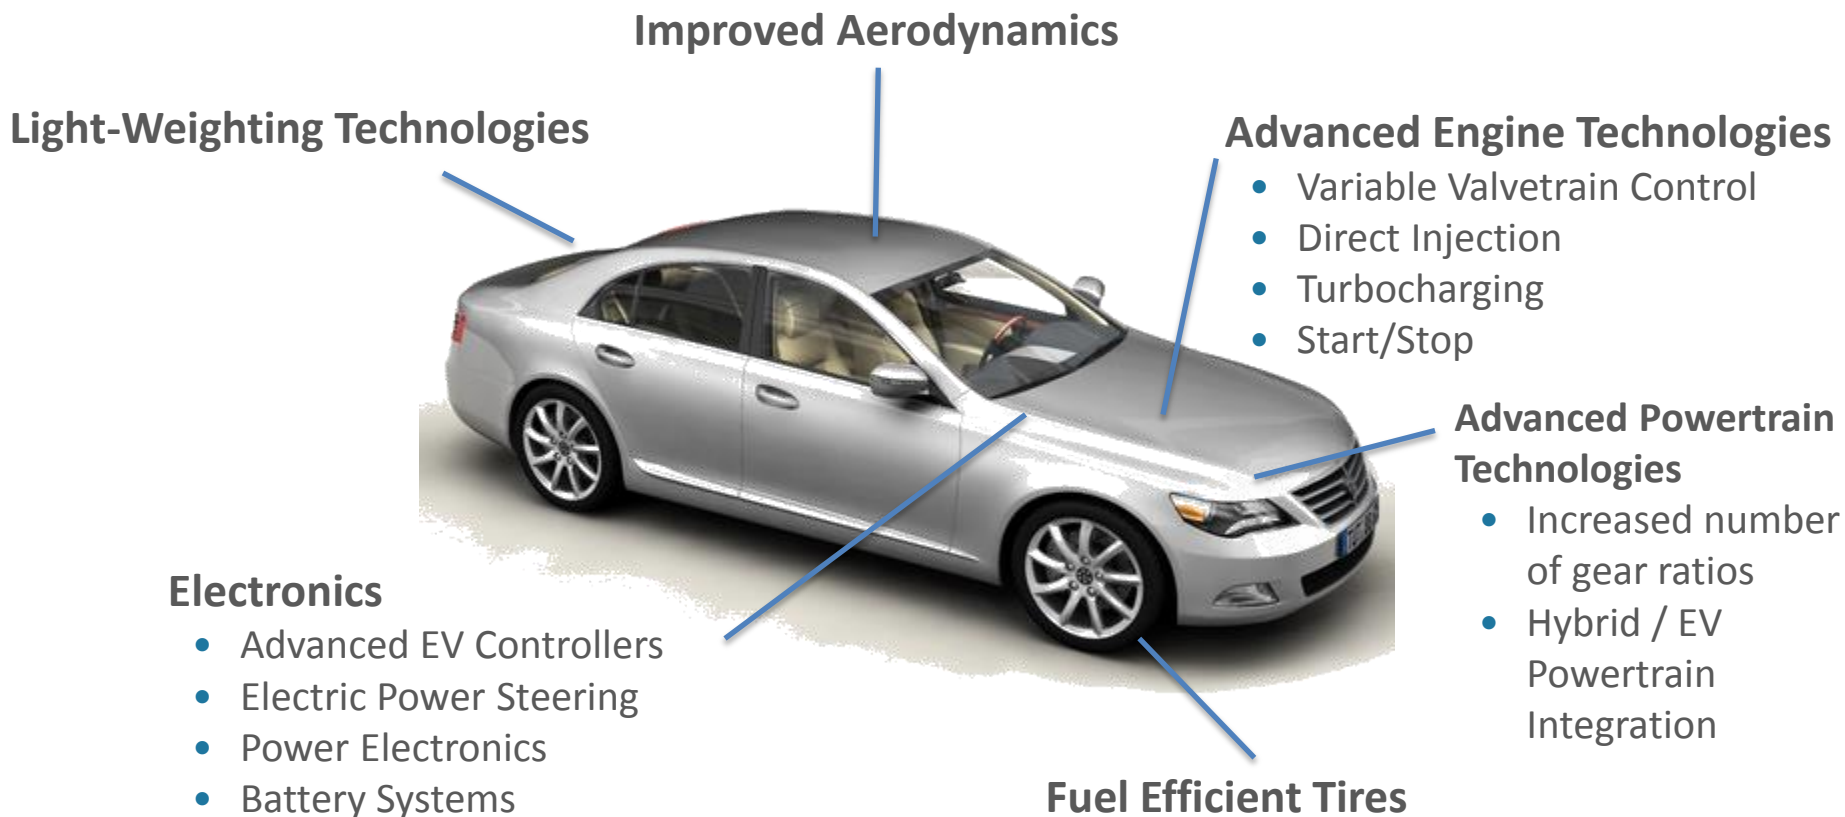 Improved Aerodynamics
Light-Weighting Technologies
Advanced Engine Technologies
• Variable Valvetrain Control
• Direct Injection
• Turbocharging
• Start/Stop
Advanced Powertrain
Technologies
• Increased number
of gear ratios
• Hybrid / EV
Powertrain
Integration
Electronics
• Advanced EV Controllers
• Electric Power Steering
• Power Electronics
• Battery Systems
Fuel Efficient Tires